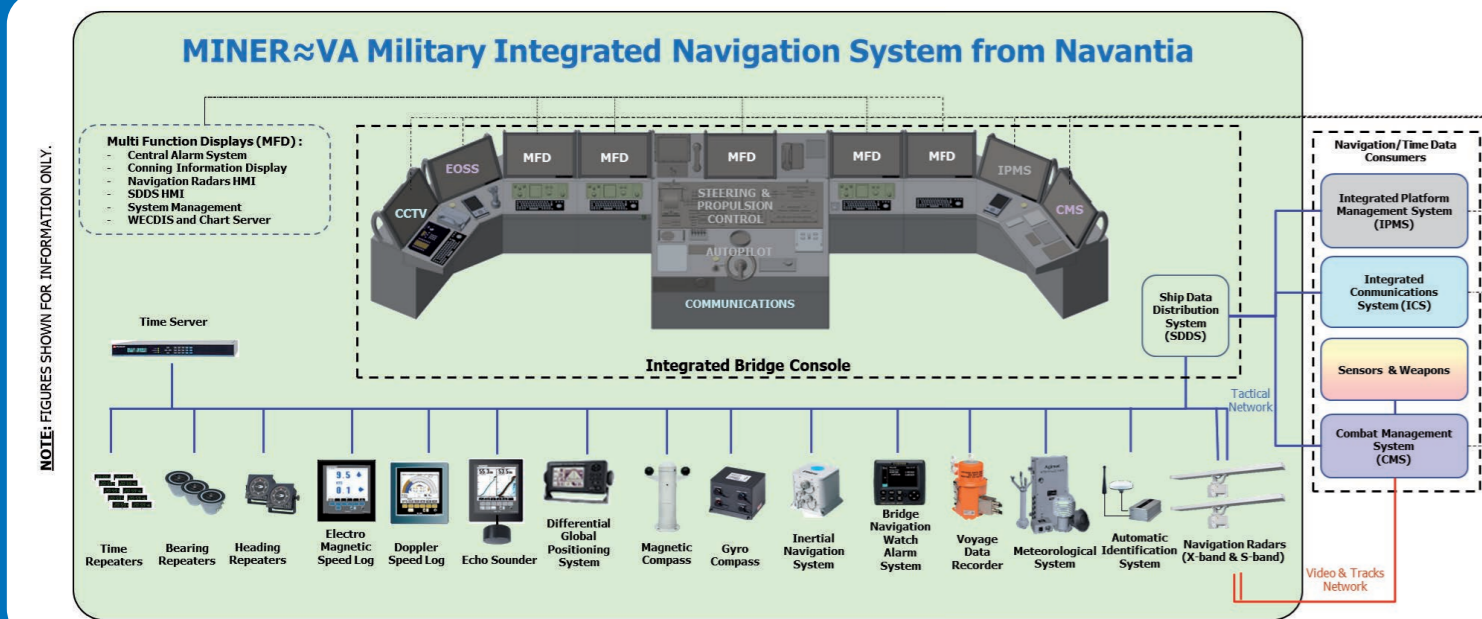 MINER≈VA Military Integrated Navigation System from Navantia
NOTE: FIGURES SHOWN FOR INFORMATION ONLY.
Multi Function Displays (MFD) :
- Central Alarm System
- Conning Information Display
- Navigation Radars HMI
- SDDS HMI
- System Management
- WECDIS and Chart Server
CCTV
EOSS
MFD
MFD
MFD
MFD
MFD
IPMS
CMS
STEERING &
PROPULSION
CONTROL
AUTOPILOT
COMMUNICATIONS
Integrated Bridge Console
Ship Data
Distribution
System
(SDDS)
Navigation/Time Data
Consumers
Integrated Platform
Management System
(IPMS)
Integrated
Communications
System (ICS)
Sensors & Weapons
Combat Management
System
(CMS)
Tactical
Network
Time Server
Time
Repeaters
Bearing
Repeaters
Heading
Repeaters
Electro
Magnetic
Speed Log
Doppler
Speed Log
Echo Sounder
Differential
Global
Positioning
System
Magnetic
Compass
Gyro
Compass
Inertial
Navigation
System
Bridge
Navigation
Watch
Alarm
System
Voyage
Data
Recorder
Meteorological
System
Automatic
Identification
System
Navigation Radars
(X-band & S-band)
Video & Tracks
Network